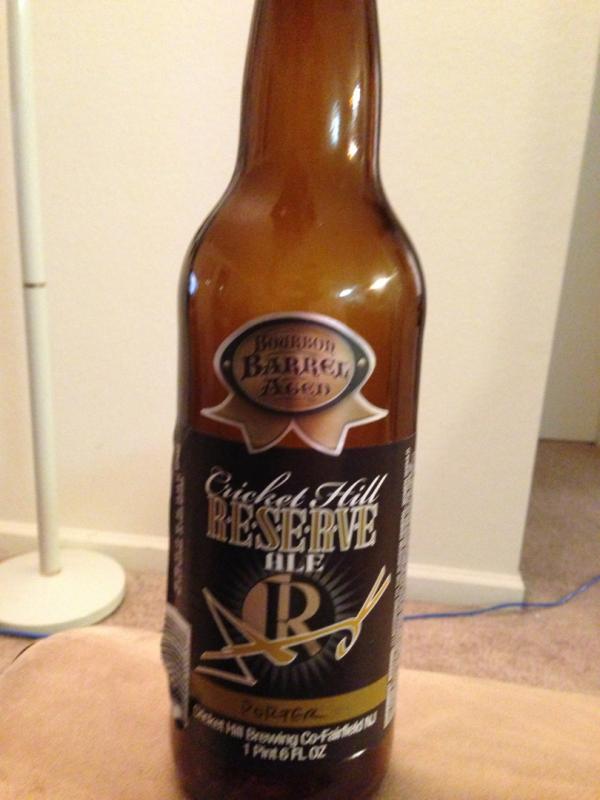 BOURBON
BARREL
AGED
Cricket Hill
RESERVE
ALE
R
PORTER
Cricket Hill Brewing Co-Fairfield NJ
1 Pint 6 FL OZ